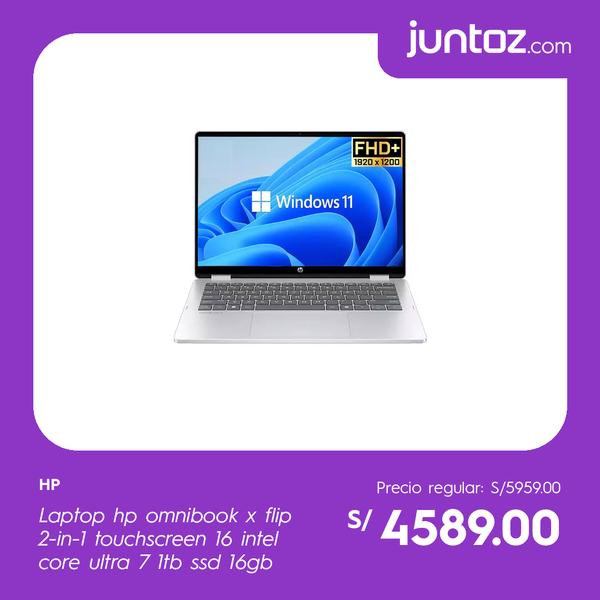 juntoz.com
FHD+
1920 x 1200
Windows 11
hp
HP
Laptop hp omnibook x flip
2-in-1 touchscreen 16 intel
core ultra 7 1tb ssd 16gb
Precio regular: S/5959.00
S/ 4589.00